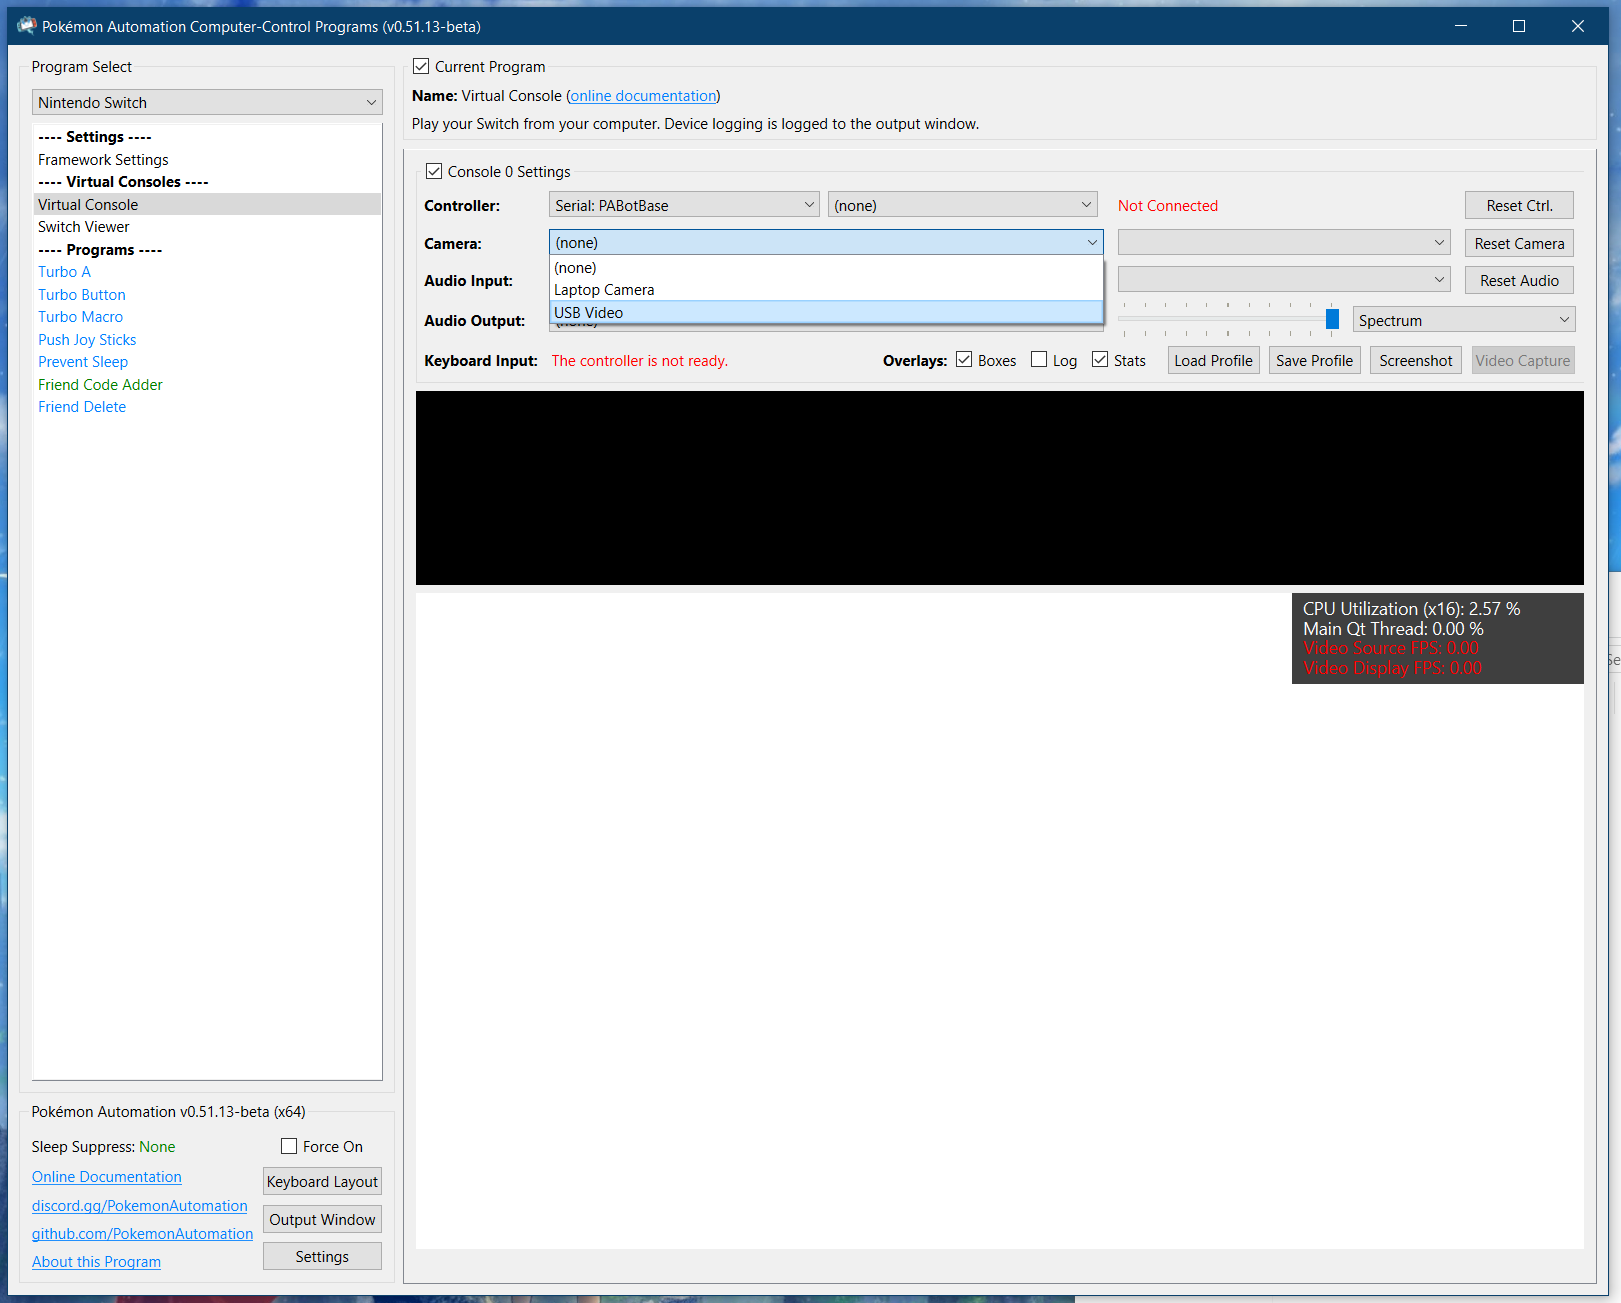 Pokémon Automation Computer-Control Programs (v0.51.13-beta)
Program Select
Nintendo Switch
---- Settings ----
Framework Settings
---- Virtual Consoles ----
Virtual Console
Switch Viewer
---- Programs ----
Turbo A
Turbo Button
Turbo Macro
Push Joy Sticks
Prevent Sleep
Friend Code Adder
Friend Delete
Pokémon Automation v0.51.13-beta (x64)
Sleep Suppress: None
Force On
Online Documentation
Keyboard Layout
discord.gg/PokemonAutomation
Output Window
github.com/PokemonAutomation
Settings
About this Program
Current Program
Name: Virtual Console (online documentation)
Play your Switch from your computer. Device logging is logged to the output window.
Console 0 Settings
Controller: Serial: PABotBase (none) Not Connected Reset Ctrl.
Camera: (none) Reset Camera
(none)
Laptop Camera
USB Video
Audio Input: Reset Audio
Audio Output: (none) Spectrum
Keyboard Input: The controller is not ready. Overlays: Boxes Log Stats Load Profile Save Profile Screenshot Video Capture
CPU Utilization (x16): 2.57 %
Main Qt Thread: 0.00 %
Video Source FPS: 0.00
Video Display FPS: 0.00